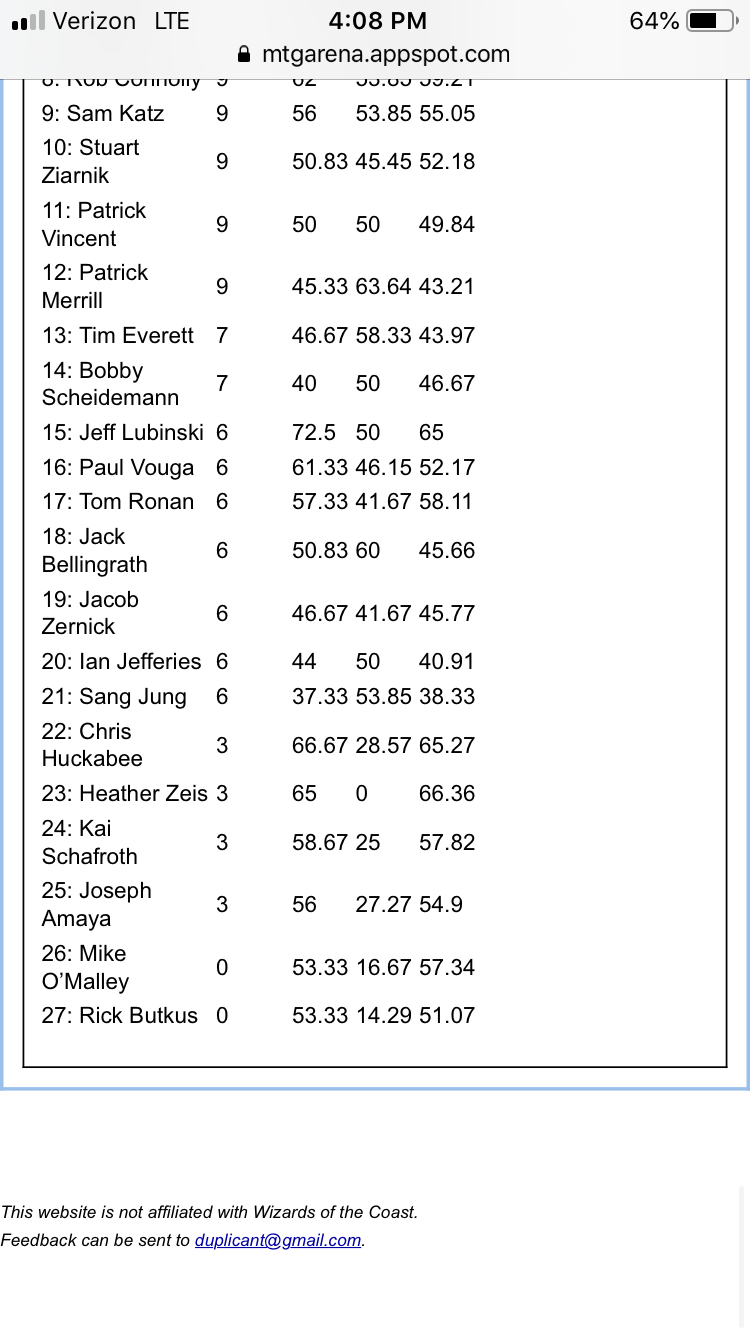 Verizon LTE 4:08 PM 64%
mtgarena.appspot.com
8: Rob Connolly 9 62 53.85 59.21
9: Sam Katz 9 56 53.85 55.05
10: Stuart
Ziarnik 9 50.83 45.45 52.18
11: Patrick
Vincent 9 50 50 49.84
12: Patrick
Merrill 9 45.33 63.64 43.21
13: Tim Everett 7 46.67 58.33 43.97
14: Bobby
Scheidemann 7 40 50 46.67
15: Jeff Lubinski 6 72.5 50 65
16: Paul Vouga 6 61.33 46.15 52.17
17: Tom Ronan 6 57.33 41.67 58.11
18: Jack
Bellingrath 6 50.83 60 45.66
19: Jacob
Zernick 6 46.67 41.67 45.77
20: Ian Jefferies 6 44 50 40.91
21: Sang Jung 6 37.33 53.85 38.33
22: Chris
Huckabee 3 66.67 28.57 65.27
23: Heather Zeis 3 65 0 66.36
24: Kai
Schafroth 3 58.67 25 57.82
25: Joseph
Amaya 3 56 27.27 54.9
26: Mike
O’Malley 0 53.33 16.67 57.34
27: Rick Butkus 0 53.33 14.29 51.07
This website is not affiliated with Wizards of the Coast.
Feedback can be sent to duplicant@gmail.com.